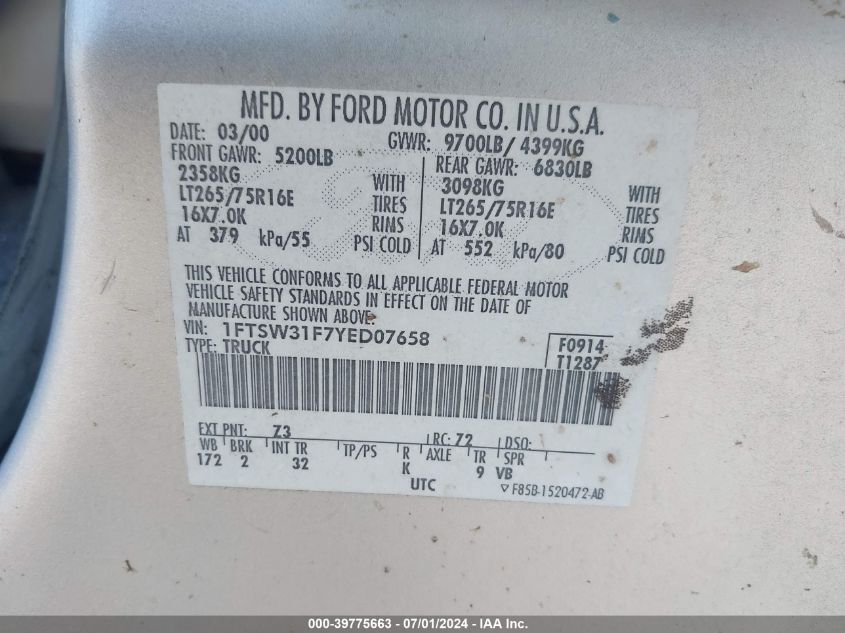 MFD. BY FORD MOTOR CO. IN U.S.A.
DATE: 03/00 GVWR: 9700LB/ 4399KG
FRONT GAWR: 5200LB REAR GAWR: 6830LB
2358KG WITH 3098KG WITH
LT265/75R16E TIRES LT265/75R16E TIRES
16X7.0K RIMS 16X7.0K RIMS
AT 379 kPa/55 PSI COLD AT 552 kPa/80 PSI COLD
THIS VEHICLE CONFORMS TO ALL APPLICABLE FEDERAL MOTOR
VEHICLE SAFETY STANDARDS IN EFFECT ON THE DATE OF
MANUFACTURE SHOWN ABOVE.
VIN: 1FTSW31F7YED07658 F0914
TYPE: TRUCK T1287
EXT PNT: Z3 RC: 72 DSO:
WB BRK INT TR TP/PS R AXLE TR SPR
172 2 32 K 9 VB
UTC F85B-1520472-AB
000-39775663 - 07/01/2024 - IAA Inc.